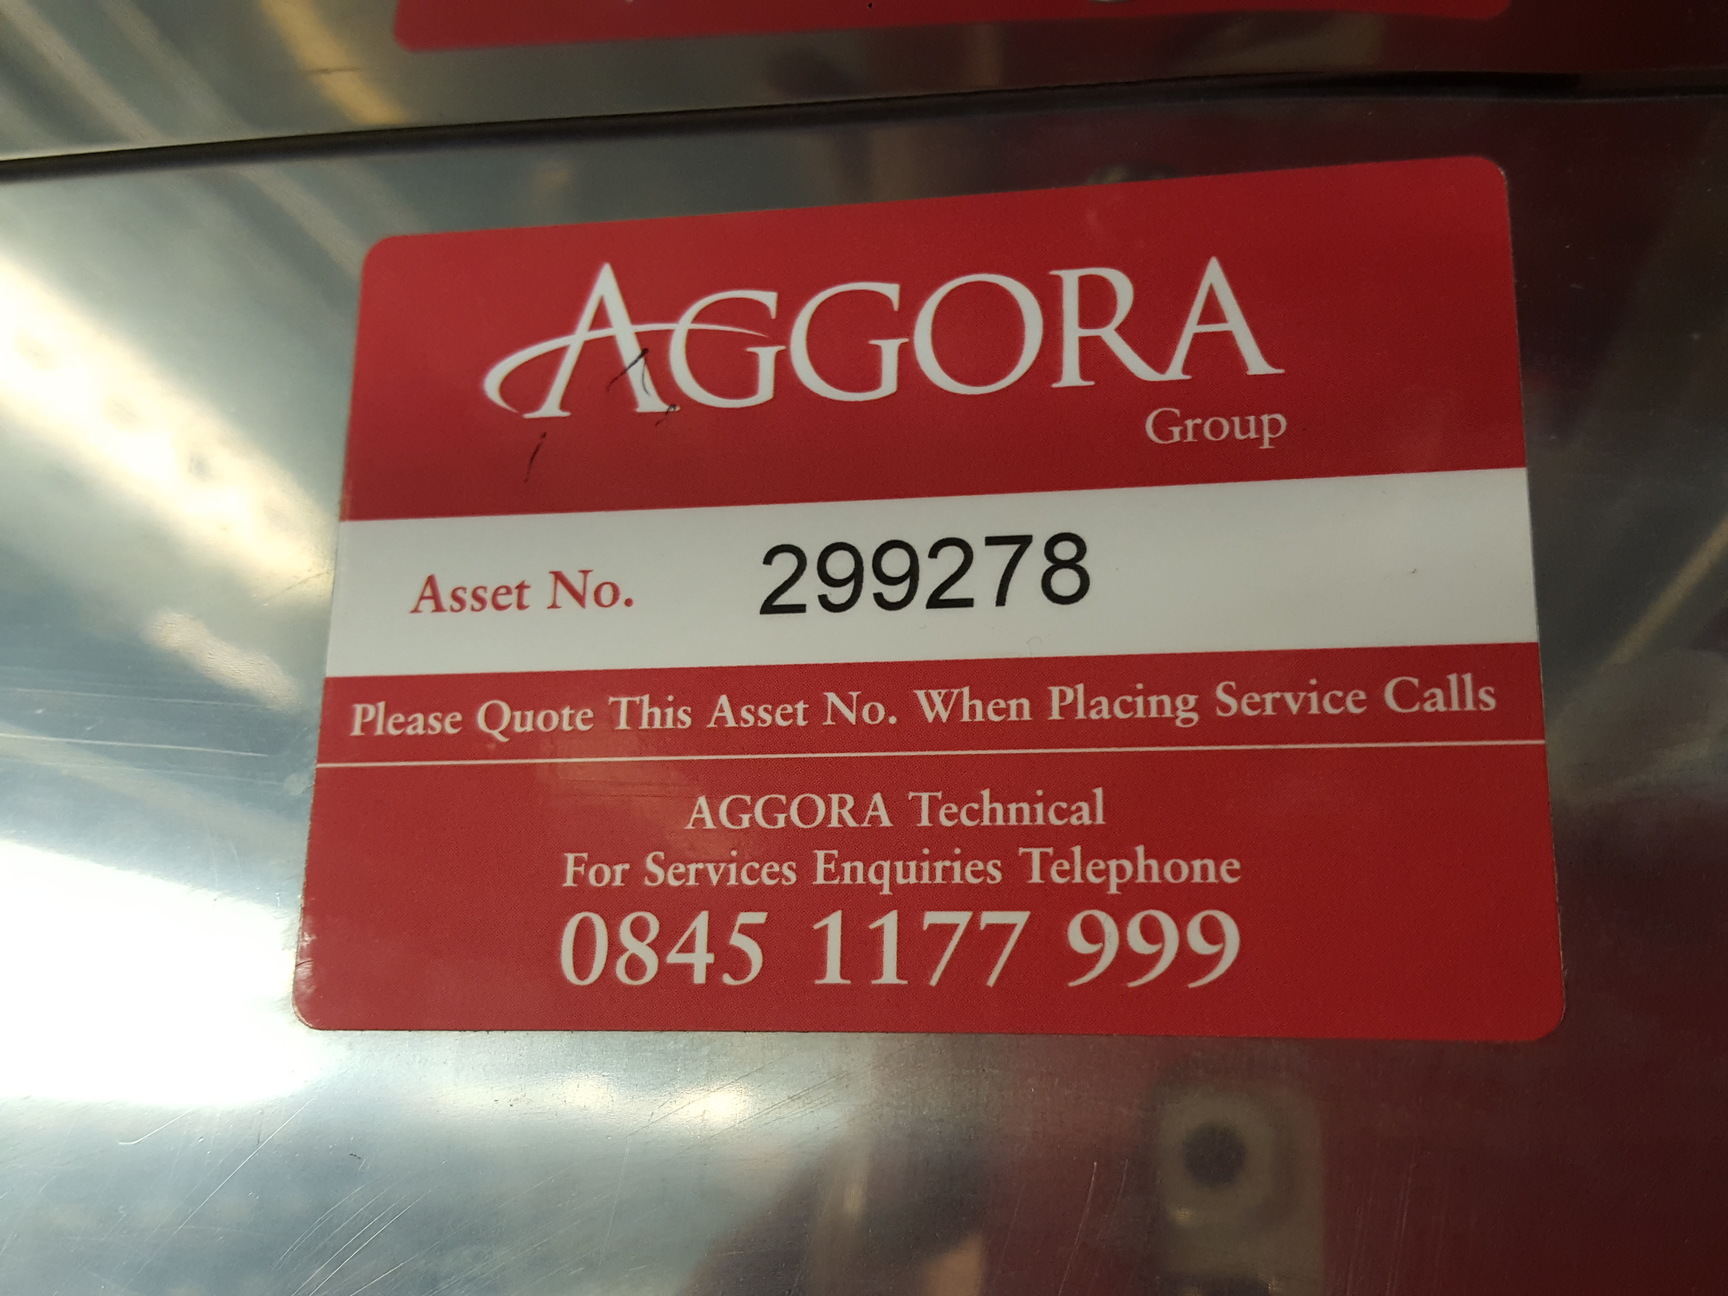 AGGORA
Group
Asset No. 299278
Please Quote This Asset No. When Placing Service Calls
AGGORA Technical
For Services Enquiries Telephone
0845 1177 999